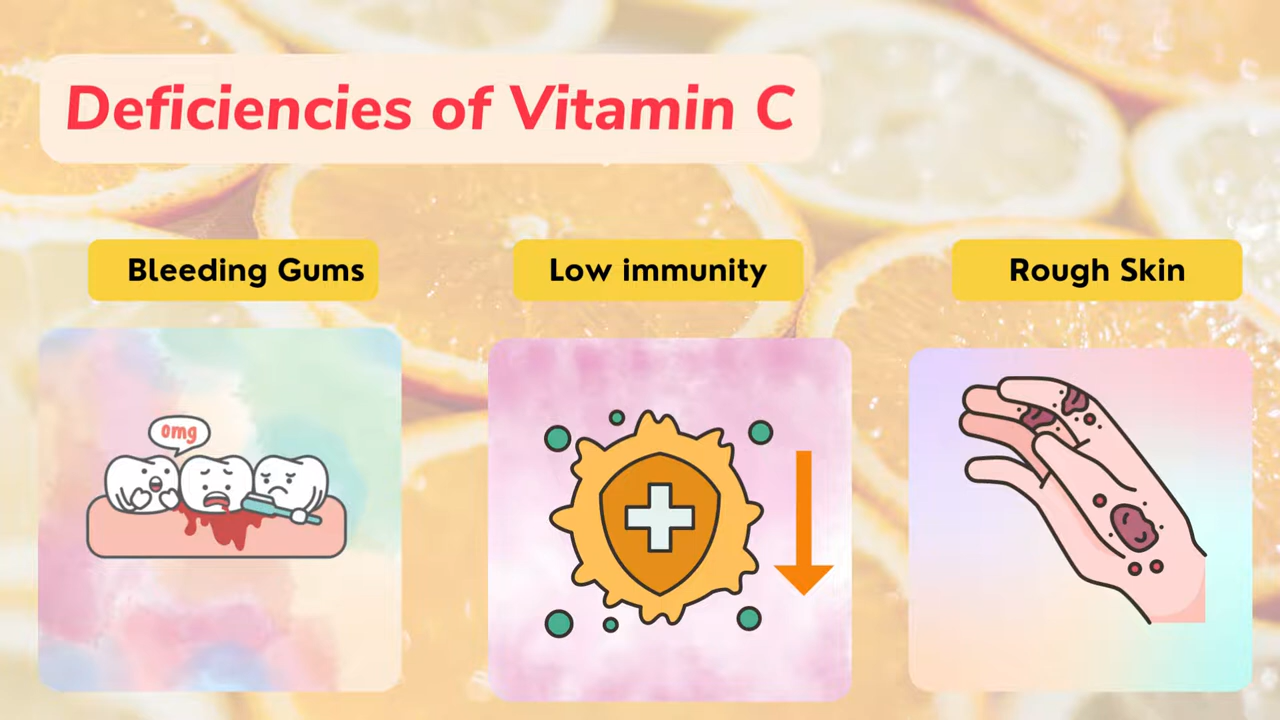 Deficiencies of Vitamin C
Bleeding Gums
Low immunity
Rough Skin
omg